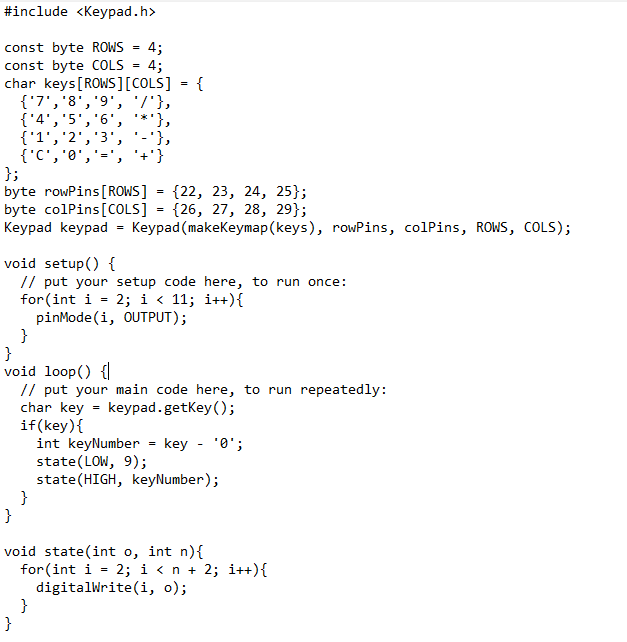 #include <Keypad.h>

const byte ROWS = 4;
const byte COLS = 4;
char keys[ROWS][COLS] = {
  {'7','8','9', '/'},
  {'4','5','6', '*'},
  {'1','2','3', '-'},
  {'C','0','=', '+'}
};
byte rowPins[ROWS] = {22, 23, 24, 25};
byte colPins[COLS] = {26, 27, 28, 29};
Keypad keypad = Keypad(makeKeymap(keys), rowPins, colPins, ROWS, COLS);

void setup() {
  // put your setup code here, to run once:
  for(int i = 2; i < 11; i++){
    pinMode(i, OUTPUT);
  }
}
void loop() {
  // put your main code here, to run repeatedly:
  char key = keypad.getKey();
  if(key){
    int keyNumber = key - '0';
    state(LOW, 9);
    state(HIGH, keyNumber);
  }
}

void state(int o, int n){
  for(int i = 2; i < n + 2; i++){
    digitalWrite(i, o);
  }
}